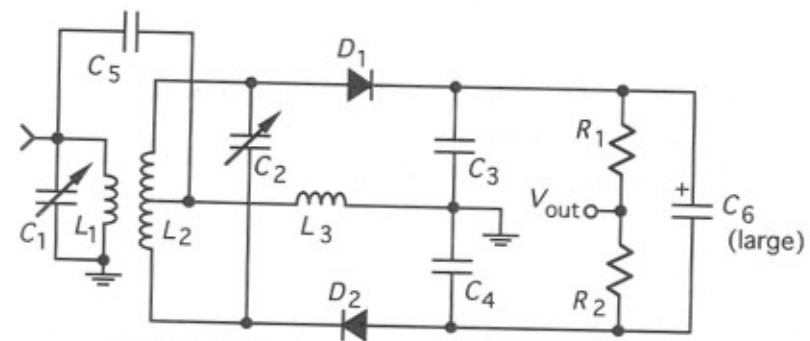 C5
D1
C2
C3
R1
Vout
+
C6
(large)
C1
L1
L2
L3
C4
D2
R2